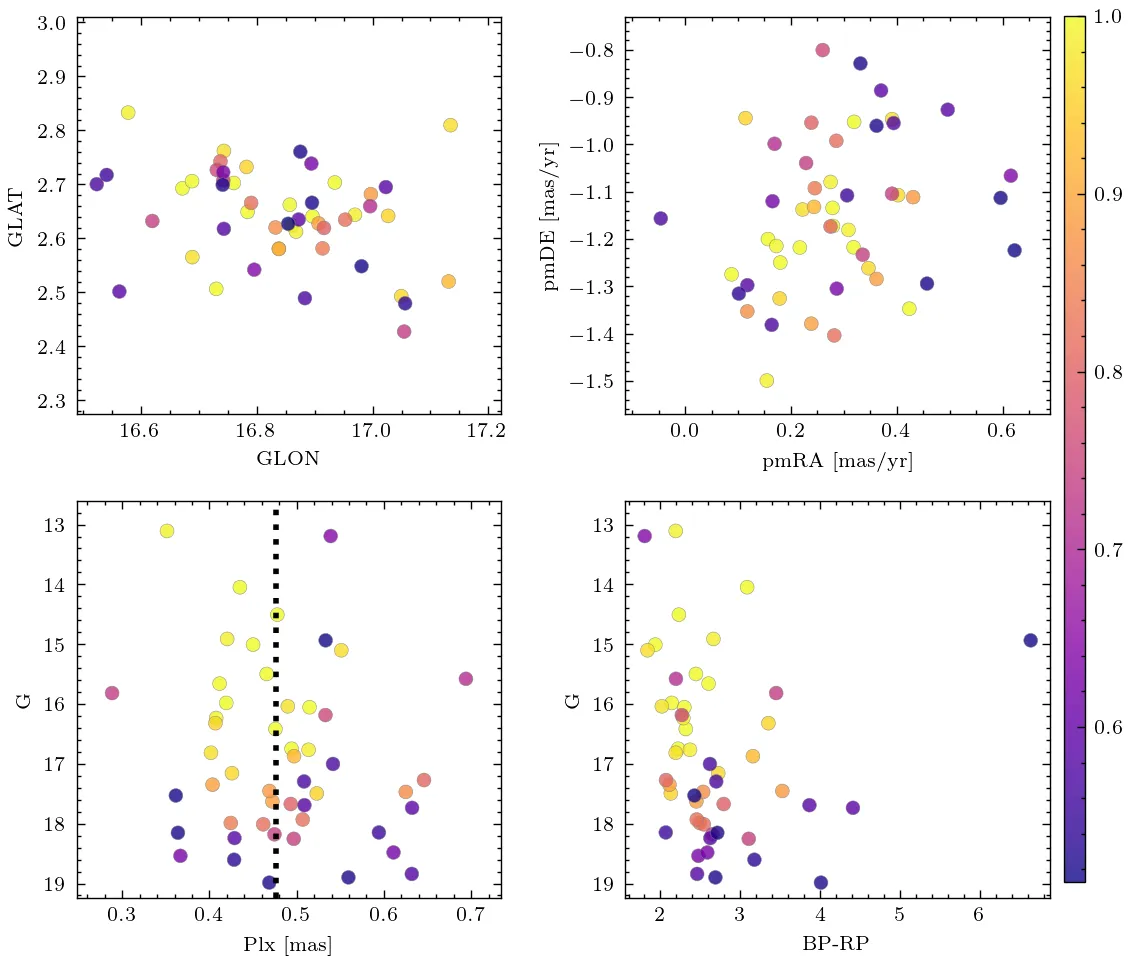 3.0
2.9
2.8
2.7
2.6
2.5
2.4
2.3
GLAT
16.6 16.8 17.0 17.2
GLON
−0.8
−0.9
−1.0
−1.1
−1.2
−1.3
−1.4
−1.5
pmDE [mas/yr]
0.0 0.2 0.4 0.6
pmRA [mas/yr]
13
14
15
16
17
18
19
G
0.3 0.4 0.5 0.6 0.7
Plx [mas]
13
14
15
16
17
18
19
G
2 3 4 5 6
BP-RP
1.0
0.9
0.8
0.7
0.6